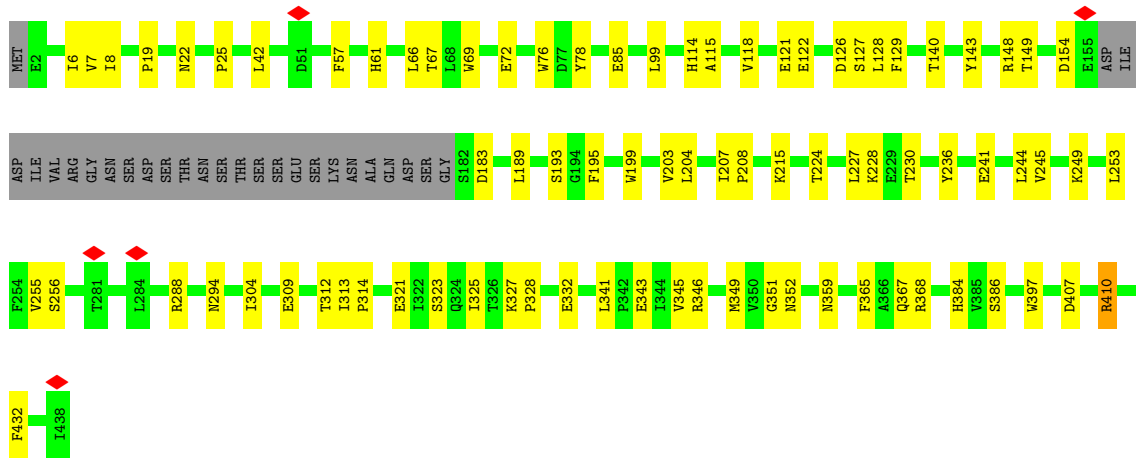 MET E2 I6 V7 I8 P19 N22 P25 L42 D51 F57 H61 L66 T67 L68 W69 E72 W76 D77 Y78 E85 L99 H114 A115 V118 E121 E122 D126 S127 L128 F129 T140 Y143 R148 T149 D154 E155 ASP ILE
ASP ILE VAL ARG GLY ASN SER ASP SER THR ASN SER THR SER SER GLU SER LYS ASN ALA GLN ASP SER GLY S182 D183 L189 S193 G194 F195 W199 V203 L204 I207 P208 K215 T224 L227 K228 E229 T230 Y236 E241 L244 V245 K249 L253
F254 V255 S256 T281 L284 R288 N294 I304 E309 T312 I313 P314 E321 I322 S323 Q324 I325 T326 K327 P328 E332 L341 P342 E343 I344 V345 R346 M349 V350 G351 N352 N359 F365 A366 Q367 R368 H384 V385 S386 W397 D407 R410
F432 I438